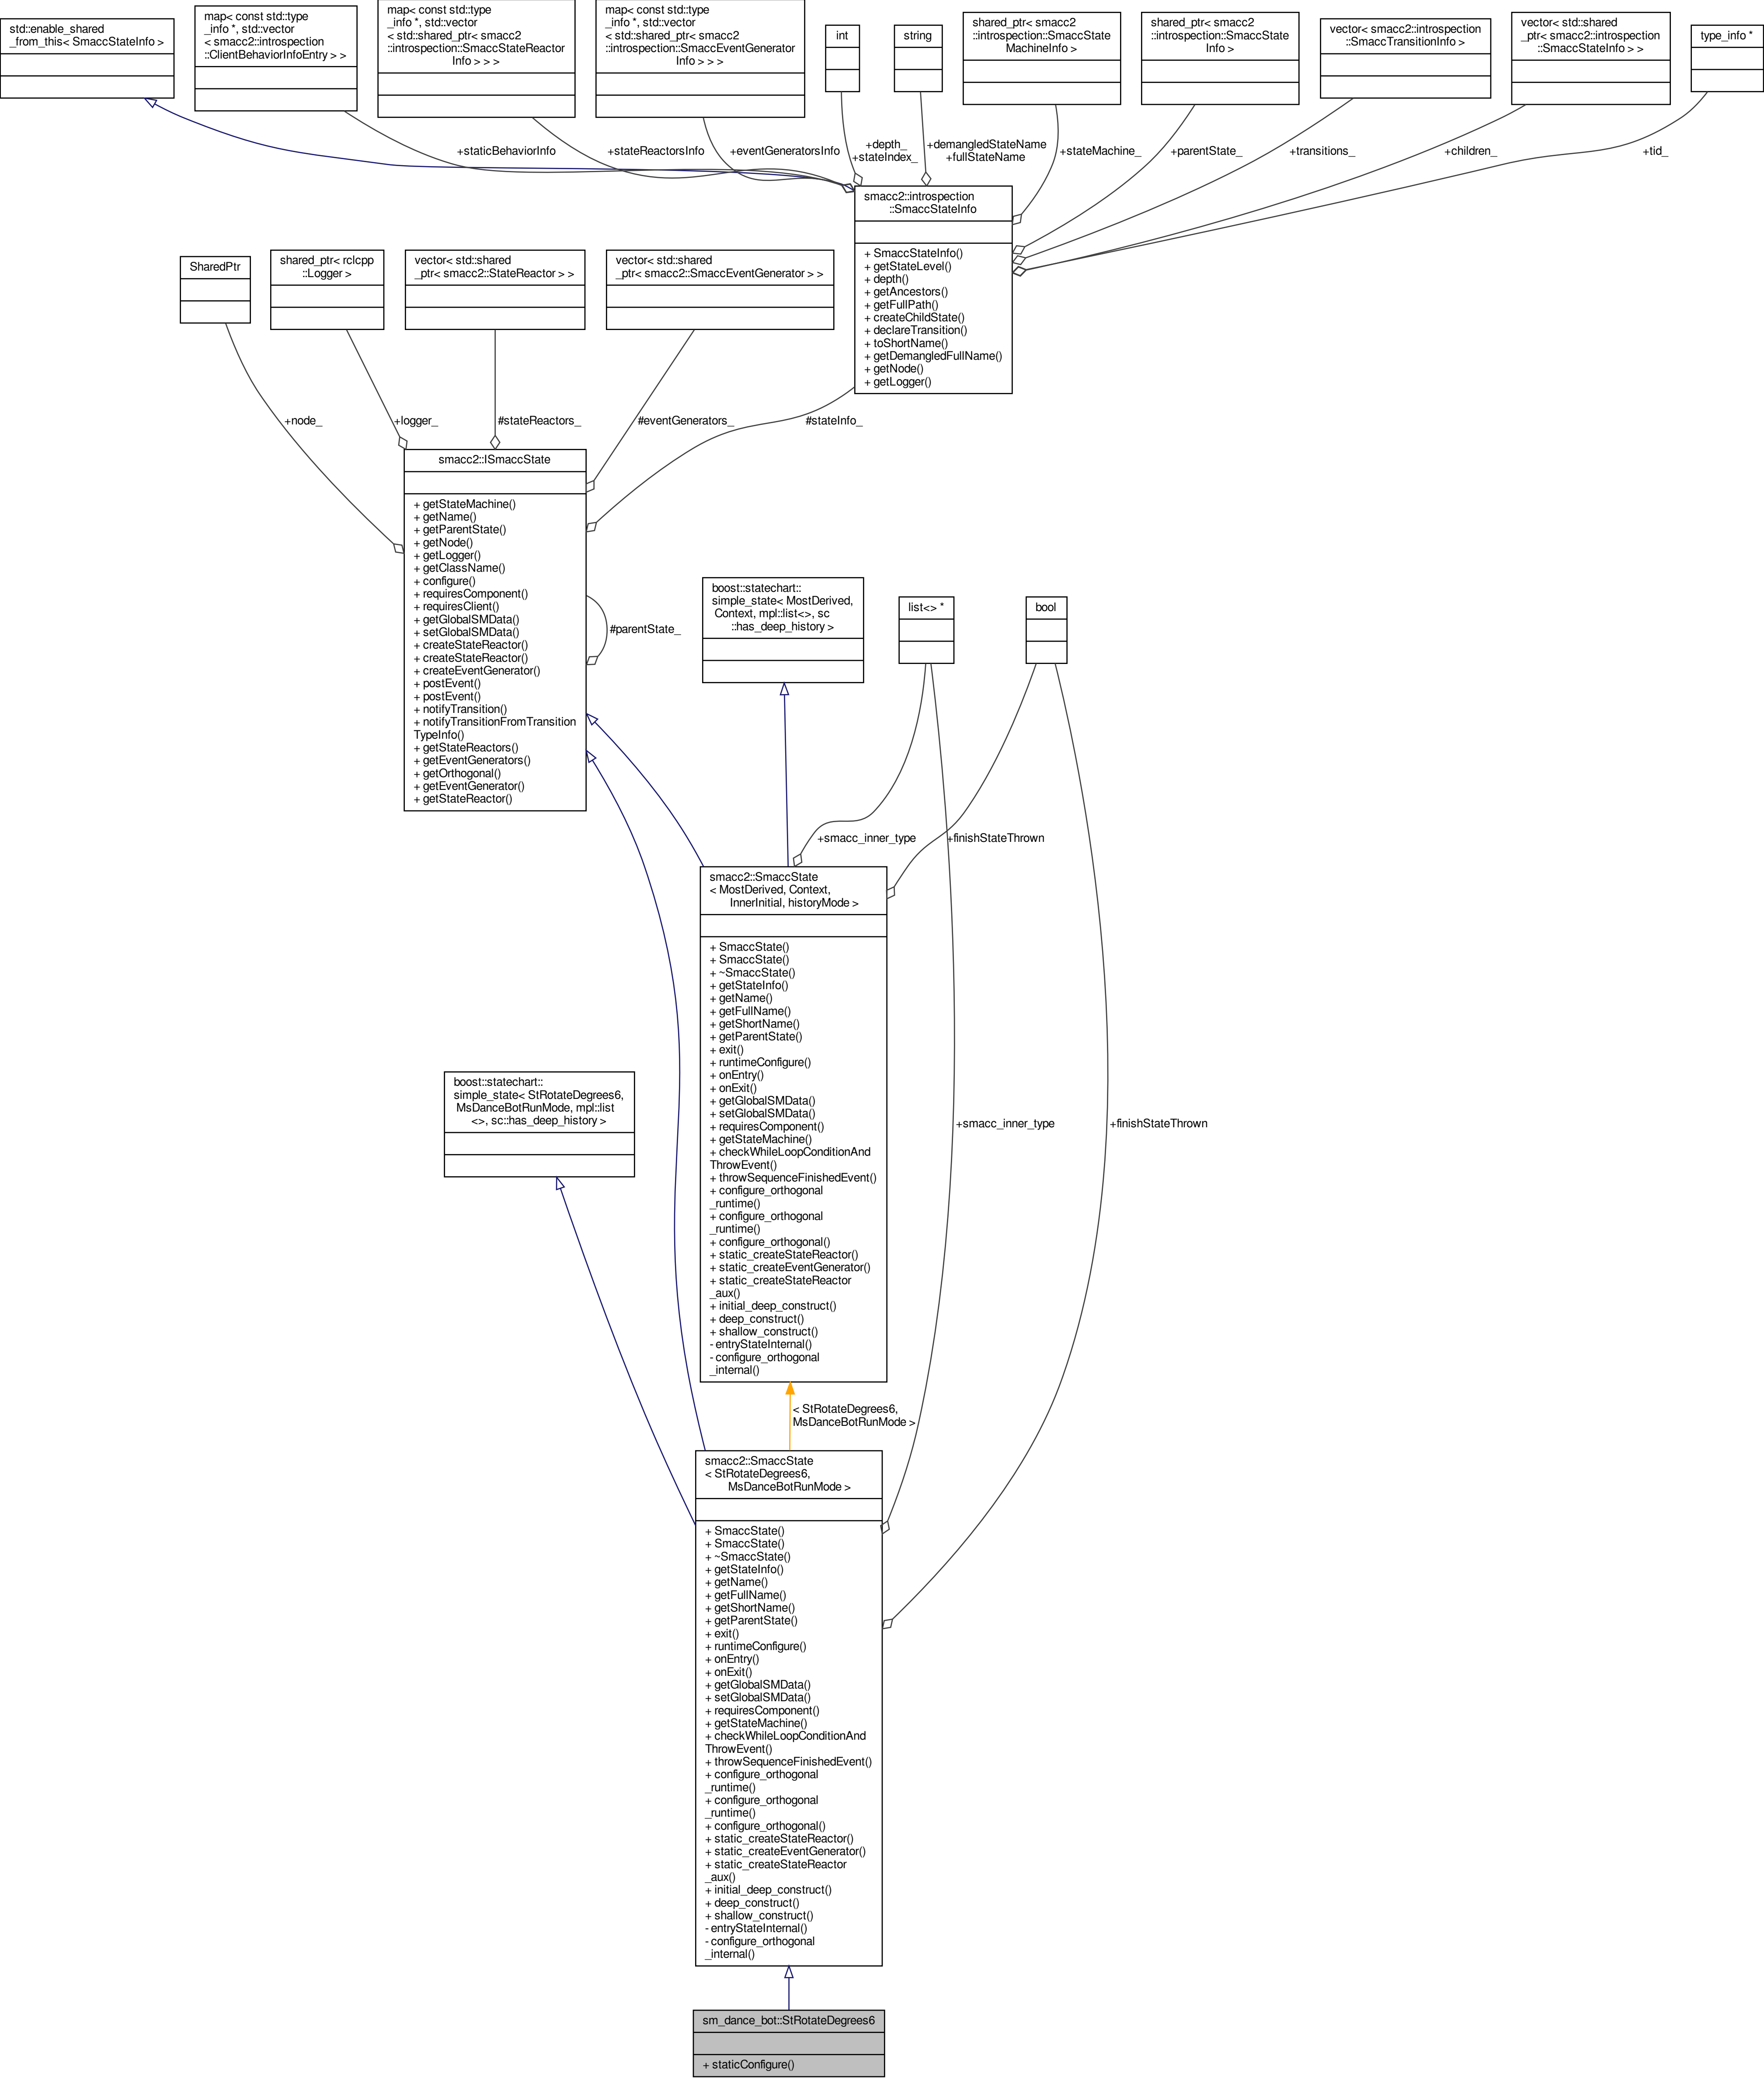 std::enable_shared
_from_this< SmaccStateInfo >
map< const std::type
_info *, std::vector
< smacc2::introspection
::ClientBehaviorInfoEntry > >
map< const std::type
_info *, std::vector
< std::shared_ptr< smacc2
::introspection::SmaccStateReactor
Info > > >
map< const std::type
_info *, std::vector
< std::shared_ptr< smacc2
::introspection::SmaccEventGenerator
Info > > >
int
string
shared_ptr< smacc2
::introspection::SmaccState
MachineInfo >
shared_ptr< smacc2
::introspection::SmaccState
Info >
vector< smacc2::introspection
::SmaccTransitionInfo >
vector< std::shared
_ptr< smacc2::introspection
::SmaccStateInfo > >
type_info *
+staticBehaviorInfo
+stateReactorsInfo
+eventGeneratorsInfo
+depth_
+stateIndex_
+demangledStateName
+fullStateName
+stateMachine_
+parentState_
+transitions_
+children_
+tid_
smacc2::introspection
::SmaccStateInfo
+ SmaccStateInfo()
+ getStateLevel()
+ depth()
+ getAncestors()
+ getFullPath()
+ createChildState()
+ declareTransition()
+ toShortName()
+ getDemangledFullName()
+ getNode()
+ getLogger()
SharedPtr
shared_ptr< rclcpp
::Logger >
vector< std::shared
_ptr< smacc2::StateReactor > >
vector< std::shared
_ptr< smacc2::SmaccEventGenerator > >
+node_
+logger_
#stateReactors_
#eventGenerators_
#stateInfo_
smacc2::ISmaccState
+ getStateMachine()
+ getName()
+ getParentState()
+ getNode()
+ getLogger()
+ getClassName()
+ configure()
+ requiresComponent()
+ requiresClient()
+ getGlobalSMData()
+ setGlobalSMData()
+ createStateReactor()
+ createStateReactor()
+ createEventGenerator()
+ postEvent()
+ postEvent()
+ notifyTransition()
+ notifyTransitionFromTransition
TypeInfo()
+ getStateReactors()
+ getEventGenerators()
+ getOrthogonal()
+ getEventGenerator()
+ getStateReactor()
#parentState_
boost::statechart::
simple_state< MostDerived,
Context, mpl::list<>, sc
::has_deep_history >
list<> *
bool
+smacc_inner_type
+finishStateThrown
smacc2::SmaccState
< MostDerived, Context,
InnerInitial, historyMode >
+ SmaccState()
+ SmaccState()
+ ~SmaccState()
+ getStateInfo()
+ getName()
+ getFullName()
+ getShortName()
+ getParentState()
+ exit()
+ runtimeConfigure()
+ onEntry()
+ onExit()
+ getGlobalSMData()
+ setGlobalSMData()
+ requiresComponent()
+ getStateMachine()
+ checkWhileLoopConditionAnd
ThrowEvent()
+ throwSequenceFinishedEvent()
+ configure_orthogonal
_runtime()
+ configure_orthogonal
_runtime()
+ configure_orthogonal()
+ static_createStateReactor()
+ static_createEventGenerator()
+ static_createStateReactor
_aux()
+ initial_deep_construct()
+ deep_construct()
+ shallow_construct()
- entryStateInternal()
- configure_orthogonal
_internal()
boost::statechart::
simple_state< StRotateDegrees6,
MsDanceBotRunMode, mpl::list
<>, sc::has_deep_history >
+smacc_inner_type
+finishStateThrown
< StRotateDegrees6,
MsDanceBotRunMode >
smacc2::SmaccState
< StRotateDegrees6,
MsDanceBotRunMode >
+ SmaccState()
+ SmaccState()
+ ~SmaccState()
+ getStateInfo()
+ getName()
+ getFullName()
+ getShortName()
+ getParentState()
+ exit()
+ runtimeConfigure()
+ onEntry()
+ onExit()
+ getGlobalSMData()
+ setGlobalSMData()
+ requiresComponent()
+ getStateMachine()
+ checkWhileLoopConditionAnd
ThrowEvent()
+ throwSequenceFinishedEvent()
+ configure_orthogonal
_runtime()
+ configure_orthogonal
_runtime()
+ configure_orthogonal()
+ static_createStateReactor()
+ static_createEventGenerator()
+ static_createStateReactor
_aux()
+ initial_deep_construct()
+ deep_construct()
+ shallow_construct()
- entryStateInternal()
- configure_orthogonal
_internal()
sm_dance_bot::StRotateDegrees6
+ staticConfigure()